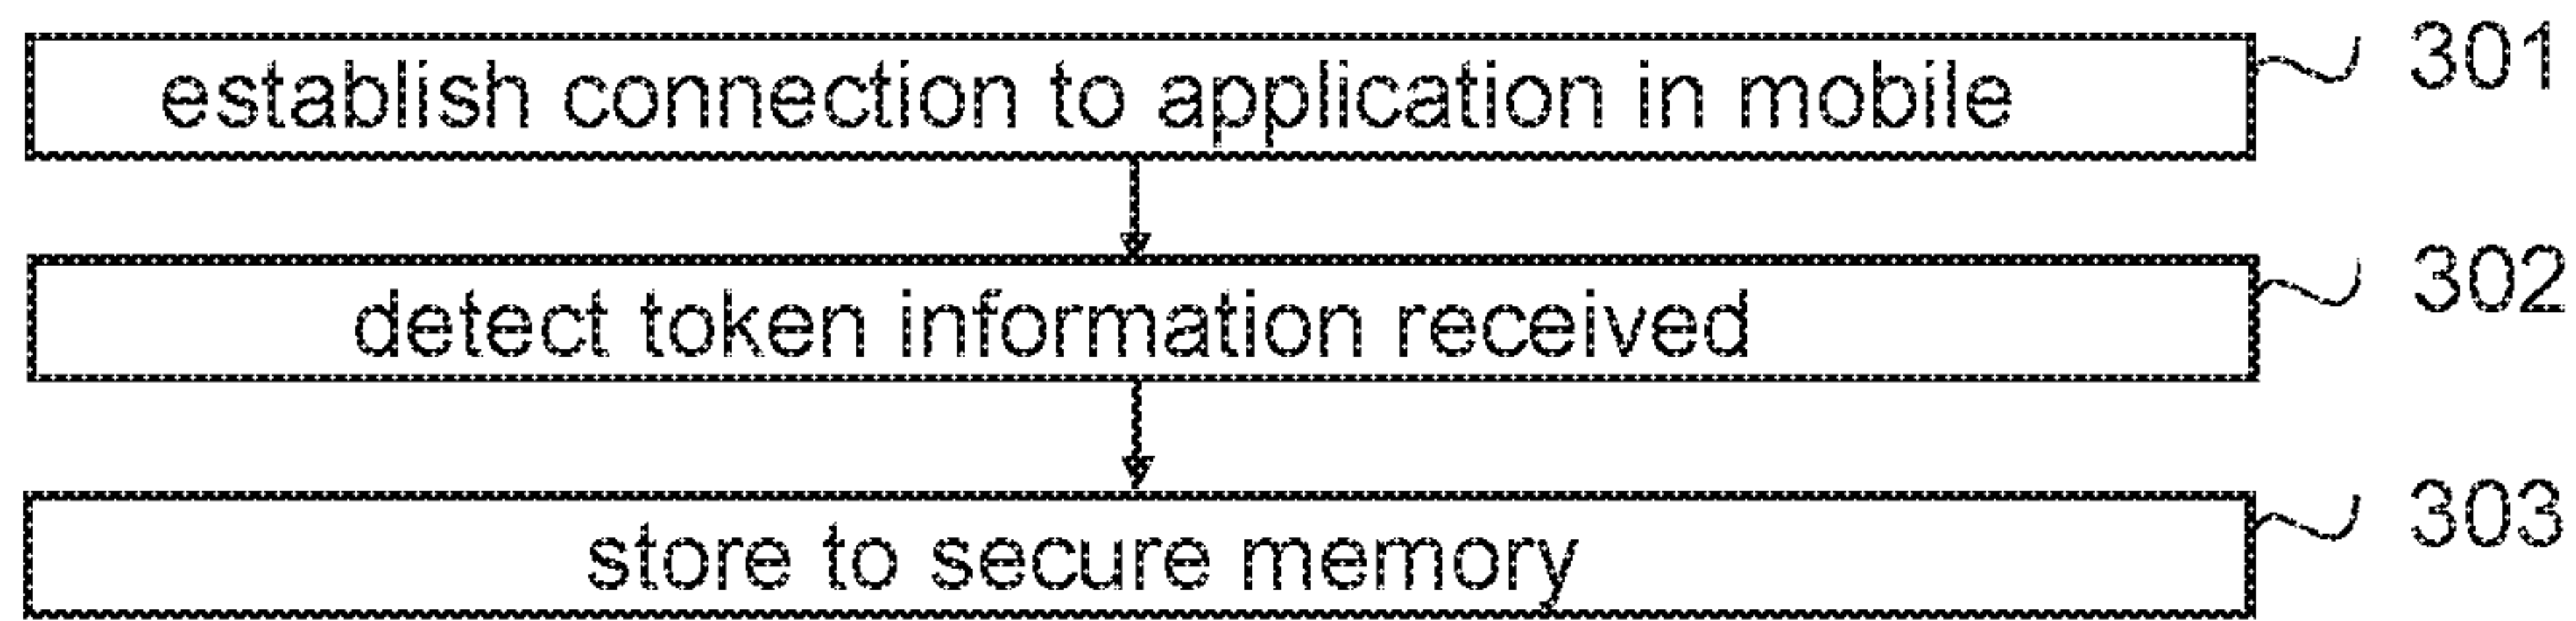 establish connection to application in mobile 301
detect token information received 302
store to secure memory 303